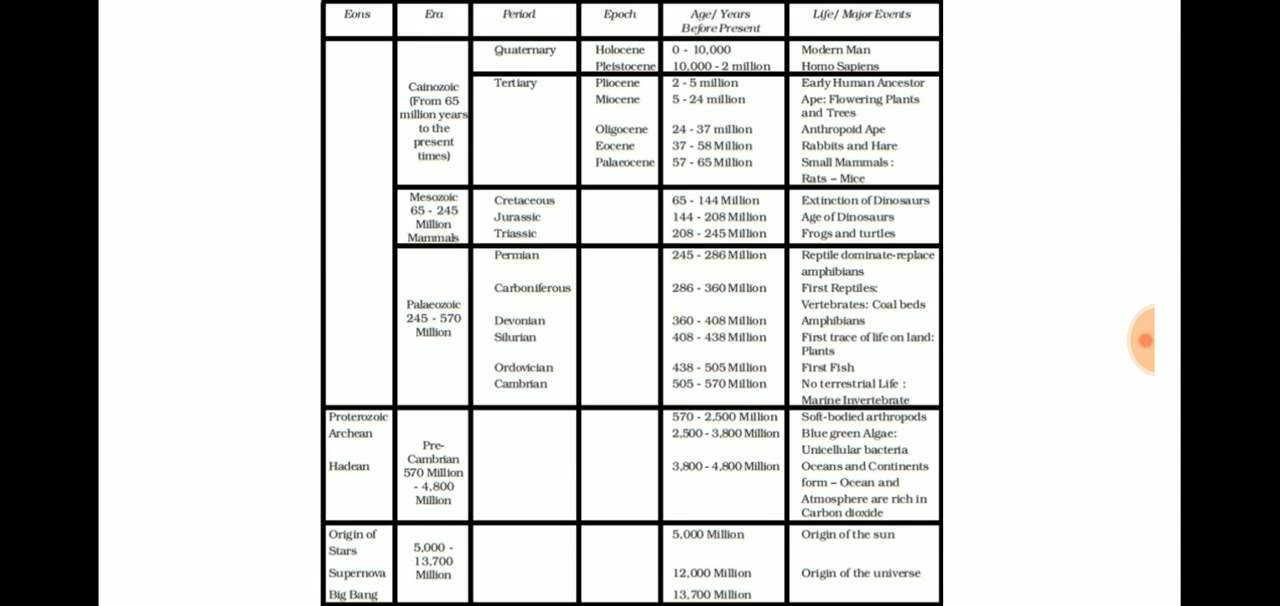 Eons Era Period Epoch Age/ Years Life/ Major Events
Before Present
Quaternary Holocene 0 - 10,000 Modern Man
Pleistocene 10,000 - 2 million Homo Sapiens
Cainozoic
(From 65
million years
to the
present
times)
Tertiary Pliocene 2 - 5 million Early Human Ancestor
Miocene 5 - 24 million Ape: Flowering Plants
and Trees
Oligocene 24 - 37 million Anthropoid Ape
Eocene 37 - 58 Million Rabbits and Hare
Palaeocene 57 - 65 Million Small Mammals :
Rats – Mice
Mesozoic
65 - 245
Million
Mammals
Cretaceous 65 - 144 Million Extinction of Dinosaurs
Jurassic 144 - 208 Million Age of Dinosaurs
Triassic 208 - 245 Million Frogs and turtles
Palaeozoic
245 - 570
Million
Permian 245 - 286 Million Reptile dominate-replace
amphibians
Carboniferous 286 - 360 Million First Reptiles:
Vertebrates: Coal beds
Devonian 360 - 408 Million Amphibians
Silurian 408 - 438 Million First trace of life on land:
Plants
Ordovician 438 - 505 Million First Fish
Cambrian 505 - 570 Million No terrestrial Life :
Marine Invertebrate
Proterozoic 570 - 2,500 Million Soft-bodied arthropods
Archean 2,500 - 3,800 Million Blue green Algae:
Unicellular bacteria
Pre-
Cambrian
570 Million
- 4,800
Million
Hadean 3,800 - 4,800 Million Oceans and Continents
form – Ocean and
Atmosphere are rich in
Carbon dioxide
Origin of 5,000 Million Origin of the sun
Stars
5,000 -
13,700
Million
Supernova 12,000 Million Origin of the universe
Big Bang 13,700 Million